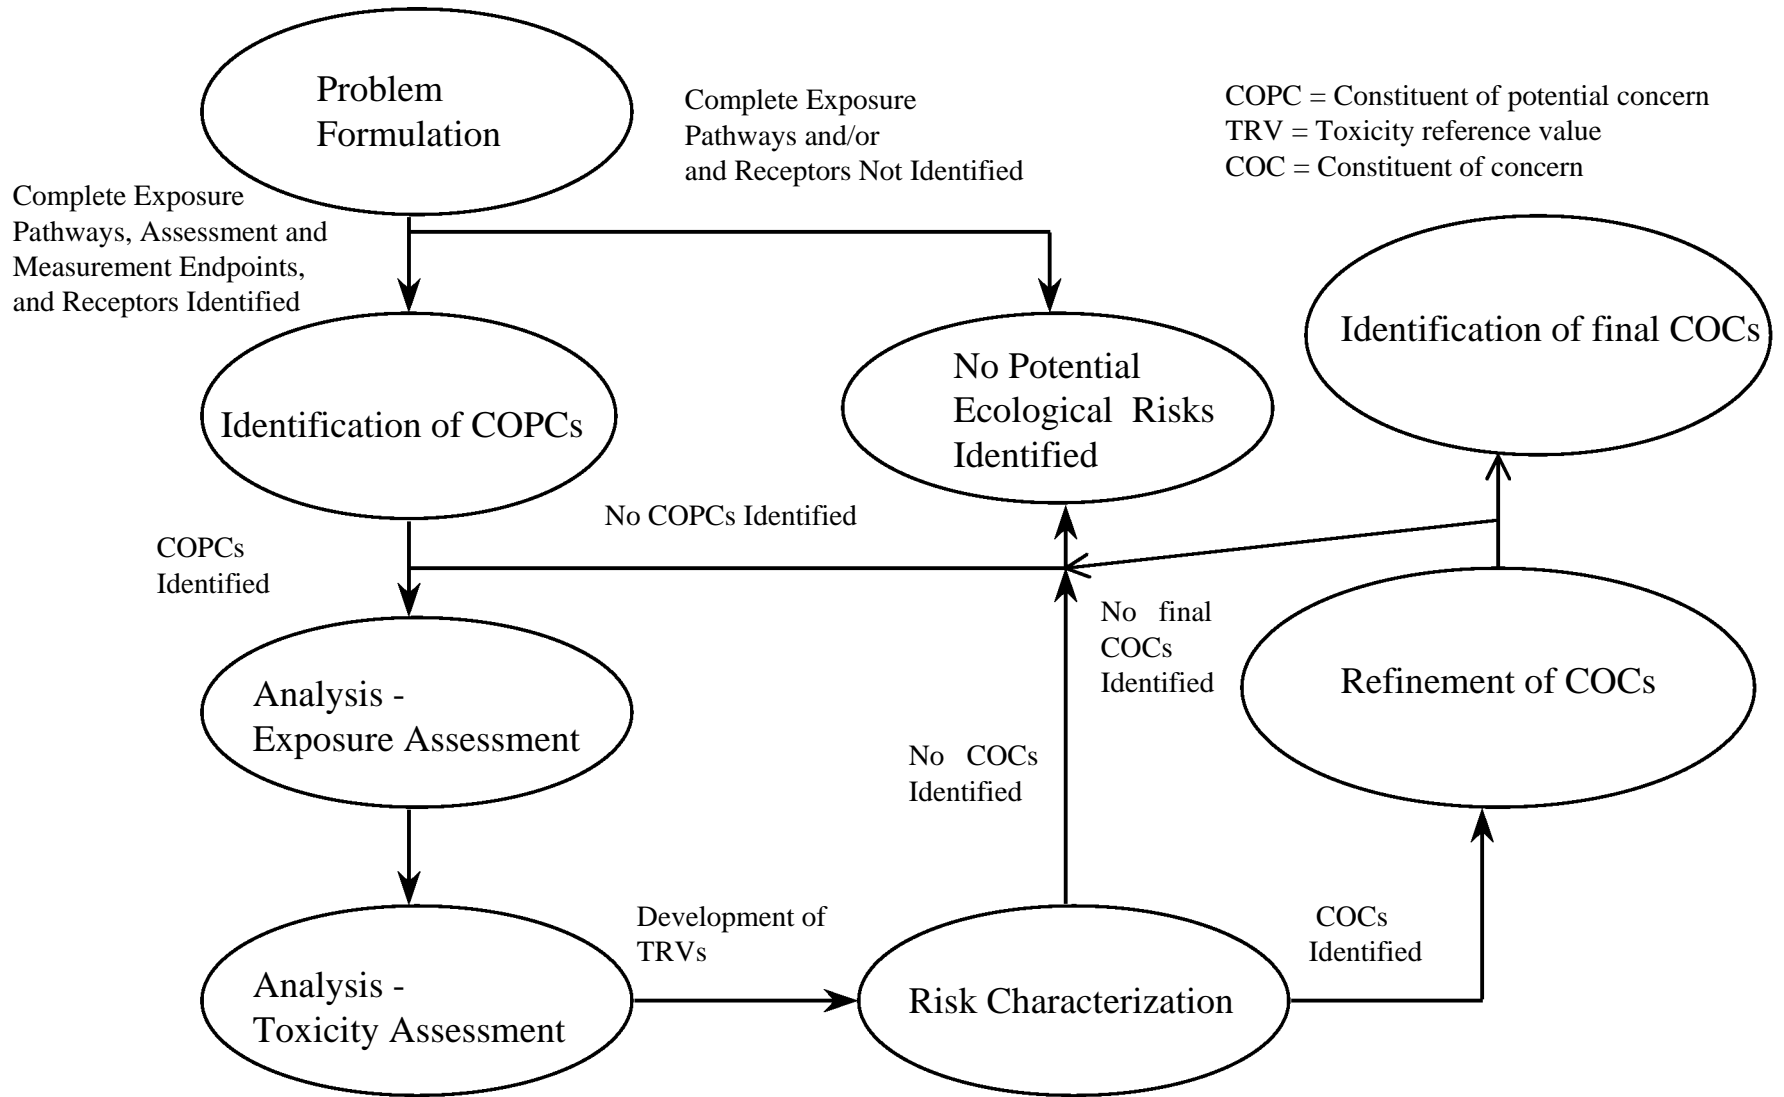 Problem
Formulation
Complete Exposure
Pathways and/or
and Receptors Not Identified
COPC = Constituent of potential concern
TRV = Toxicity reference value
COC = Constituent of concern
Complete Exposure
Pathways, Assessment and
Measurement Endpoints,
and Receptors Identified
Identification of final COCs
No Potential
Ecological Risks
Identified
Identification of COPCs
No COPCs Identified
COPCs
Identified
No final
COCs
Identified
Refinement of COCs
Analysis -
Exposure Assessment
No COCs
Identified
Development of
TRVs
COCs
Identified
Analysis -
Toxicity Assessment
Risk Characterization